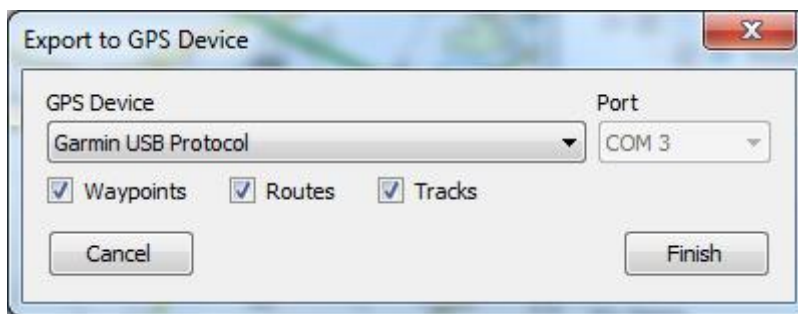 Export to GPS Device
GPS Device Port
Garmin USB Protocol COM 3
Waypoints Routes Tracks
Cancel Finish